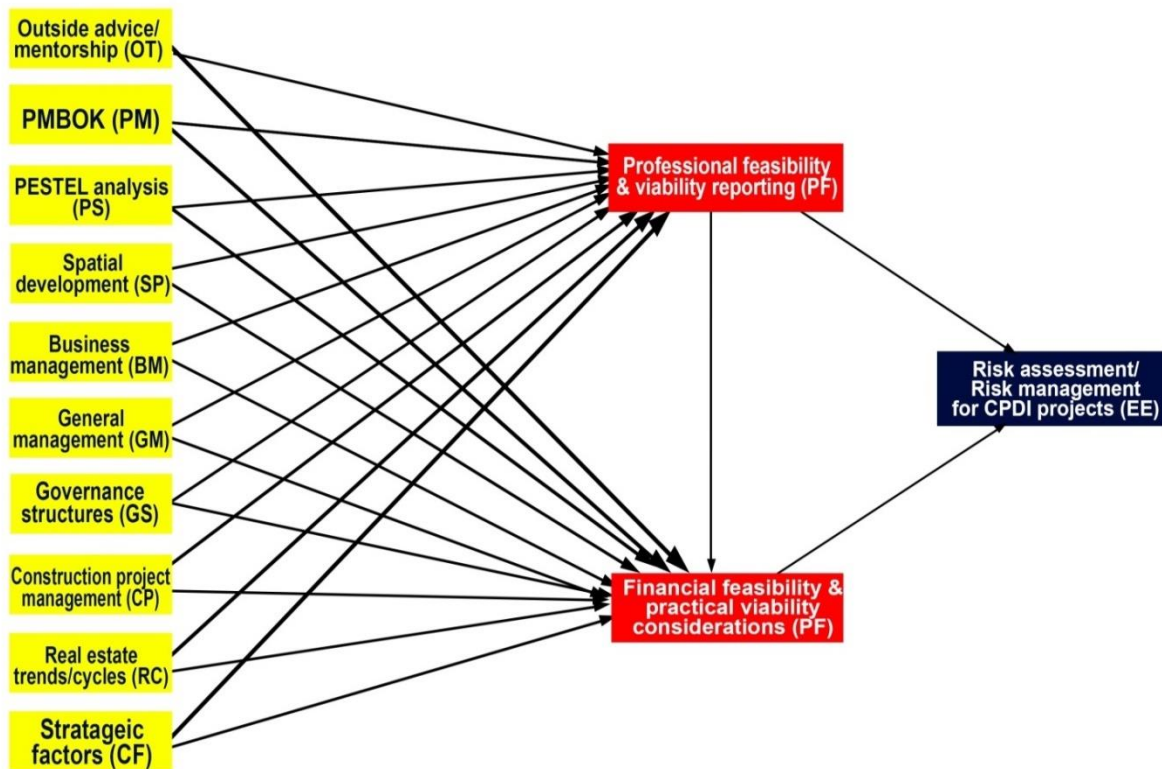 Outside advice/
mentorship (OT)
PMBOK (PM)
PESTEL analysis
(PS)
Spatial
development (SP)
Business
management (BM)
General
management (GM)
Governance
structures (GS)
Construction project
management (CP)
Real estate
trends/cycles (RC)
Stratageic
factors (CF)
Professional feasibility
& viability reporting (PF)
Financial feasibility &
practical viability
considerations (PF)
Risk assessment/
Risk management
for CPDI projects (EE)